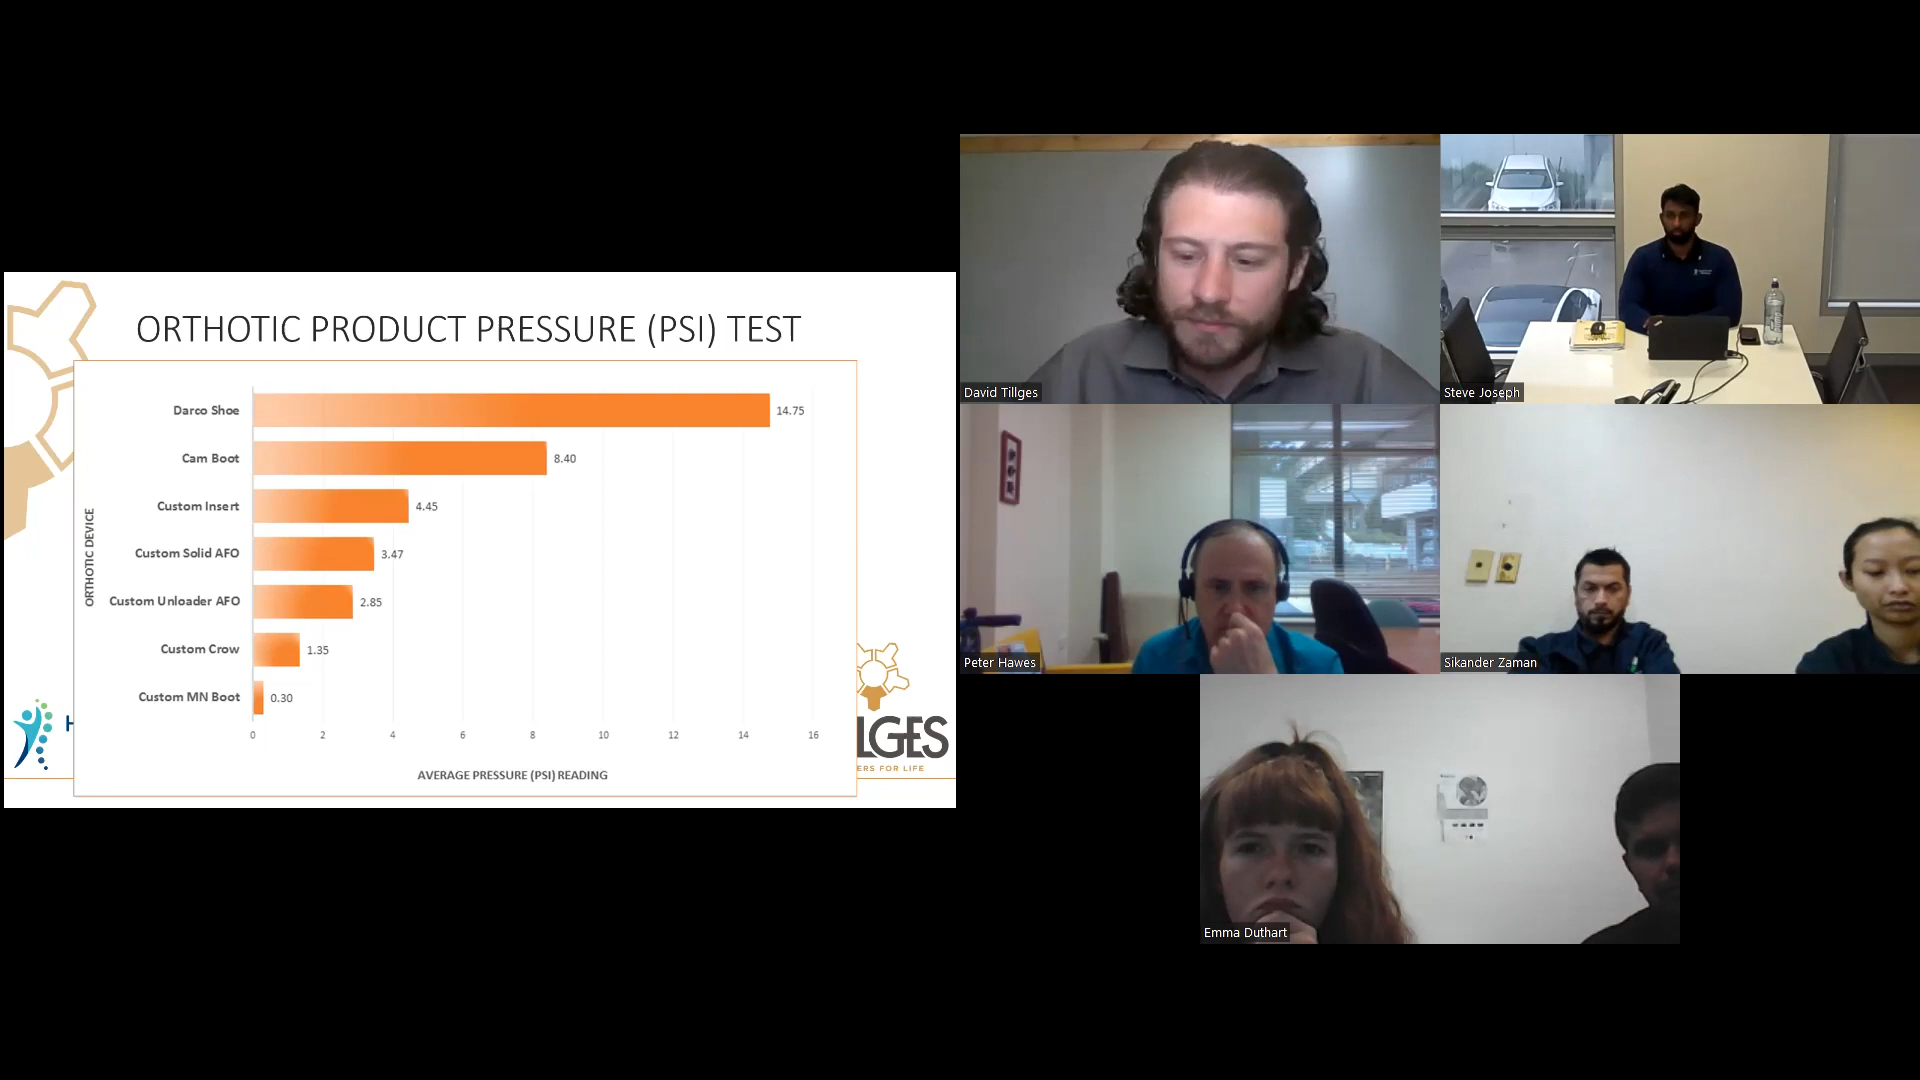 ORTHOTIC PRODUCT PRESSURE (PSI) TEST
ORTHOTIC DEVICE
Darco Shoe 14.75
Cam Boot 8.40
Custom Insert 4.45
Custom Solid AFO 3.47
Custom Unloader AFO 2.85
Custom Crow 1.35
Custom MN Boot 0.30
0 2 4 6 8 10 12 14 16
AVERAGE PRESSURE (PSI) READING
H
LGES
ERS FOR LIFE
David Tillges
Steve Joseph
Peter Hawes
Sikander Zaman
Emma Duthart